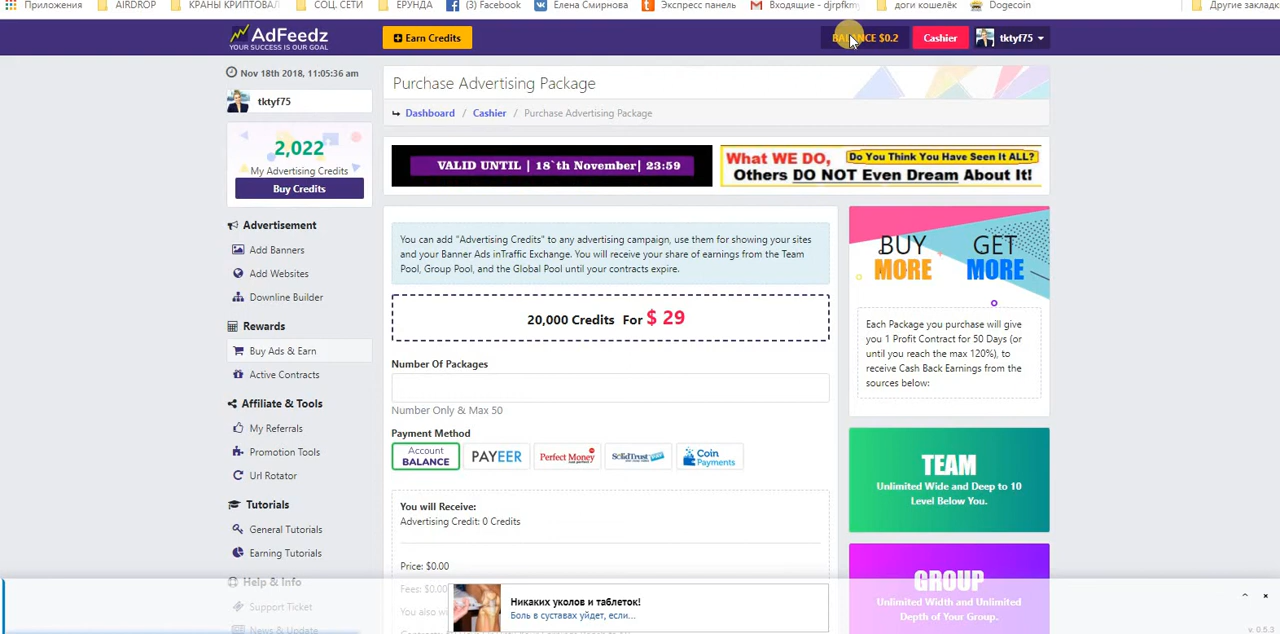 Приложения
AIRDROP
КРАНЫ КРИПТОВАЛ
СОЦ. СЕТИ
ЕРУНДА
(3) Facebook
Елена Смирнова
Экспресс панель
Входящие - djrpfkmy
доги кошелёк
Dogecoin
Другие заклад
AdFeedz
YOUR SUCCESS IS OUR GOAL
Earn Credits
BALANCE $0.2
Cashier
tktyf75
Nov 18th 2018, 11:05:36 am
tktyf75
2,022
My Advertising Credits
Buy Credits
Advertisement
Add Banners
Add Websites
Downline Builder
Rewards
Buy Ads & Earn
Active Contracts
Affiliate & Tools
My Referrals
Promotion Tools
Url Rotator
Tutorials
General Tutorials
Earning Tutorials
Help & Info
Support Ticket
News & Update
Purchase Advertising Package
Dashboard / Cashier / Purchase Advertising Package
VALID UNTIL | 18`th November| 23:59
What WE DO, Do You Think You Have Seen It ALL?
Others DO NOT Even Dream About It!
You can add "Advertising Credits" to any advertising campaign, use them for showing your sites
and your Banner Ads inTraffic Exchange. You will receive your share of earnings from the Team
Pool, Group Pool, and the Global Pool until your contracts expire.
20,000 Credits For $ 29
Number Of Packages
Number Only & Max 50
Payment Method
Account
BALANCE
PAYEER
Perfect Money
SolidTrust Pay
Coin
Payments
You will Receive:
Advertising Credit: 0 Credits
Price: $0.00
Fees: $0.00
You also wi
BUY GET
MORE MORE
Each Package you purchase will give
you 1 Profit Contract for 50 Days (or
until you reach the max 120%), to
receive Cash Back Earnings from the
sources below:
TEAM
Unlimited Wide and Deep to 10
Level Below You.
GROUP
Unlimited Width and Unlimited
Depth of Your Group.
Никаких уколов и таблеток!
Боль в суставах уйдет, если...
v. 0.5.3